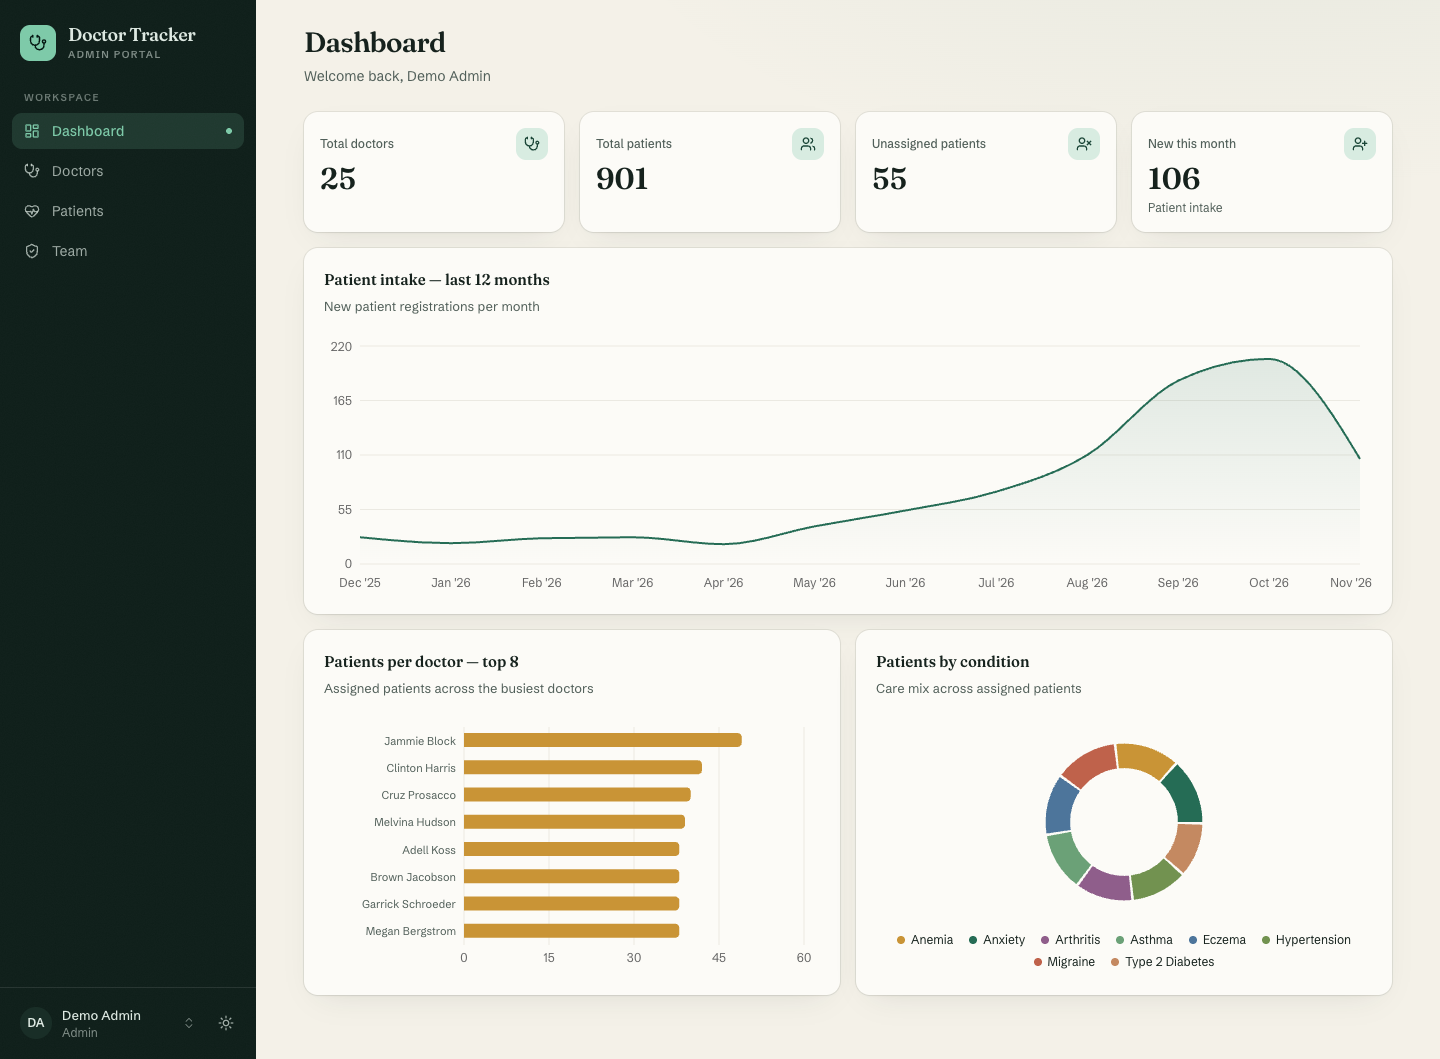 Doctor Tracker
ADMIN PORTAL
WORKSPACE
Dashboard
Doctors
Patients
Team
DA
Demo Admin
Admin
Dashboard
Welcome back, Demo Admin
Total doctors
25
Total patients
901
Unassigned patients
55
New this month
106
Patient intake
Patient intake — last 12 months
New patient registrations per month
220
165
110
55
0
Dec '25 Jan '26 Feb '26 Mar '26 Apr '26 May '26 Jun '26 Jul '26 Aug '26 Sep '26 Oct '26 Nov '26
Patients per doctor — top 8
Assigned patients across the busiest doctors
Jammie Block
Clinton Harris
Cruz Prosacco
Melvina Hudson
Adell Koss
Brown Jacobson
Garrick Schroeder
Megan Bergstrom
0 15 30 45 60
Patients by condition
Care mix across assigned patients
Anemia Anxiety Arthritis Asthma Eczema Hypertension
Migraine Type 2 Diabetes